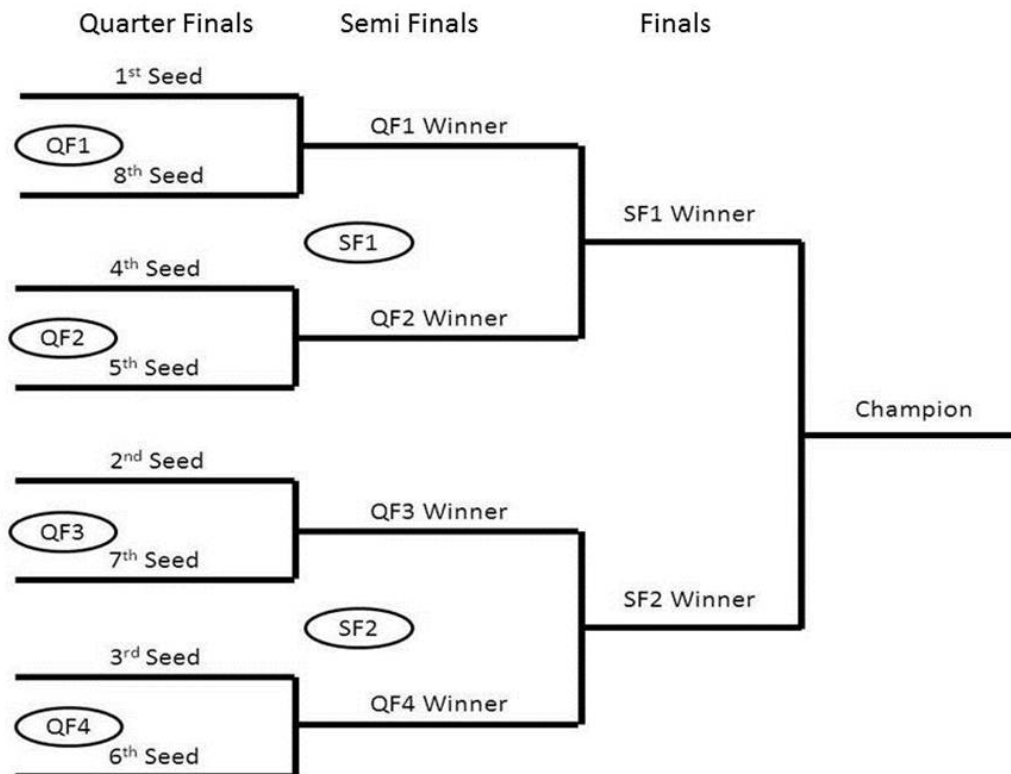 Quarter Finals Semi Finals Finals
1st Seed
QF1 Winner
QF1
8th Seed
SF1 Winner
SF1
4th Seed
QF2 Winner
QF2
5th Seed
Champion
2nd Seed
QF3 Winner
QF3
7th Seed
SF2 Winner
SF2
3rd Seed
QF4 Winner
QF4
6th Seed